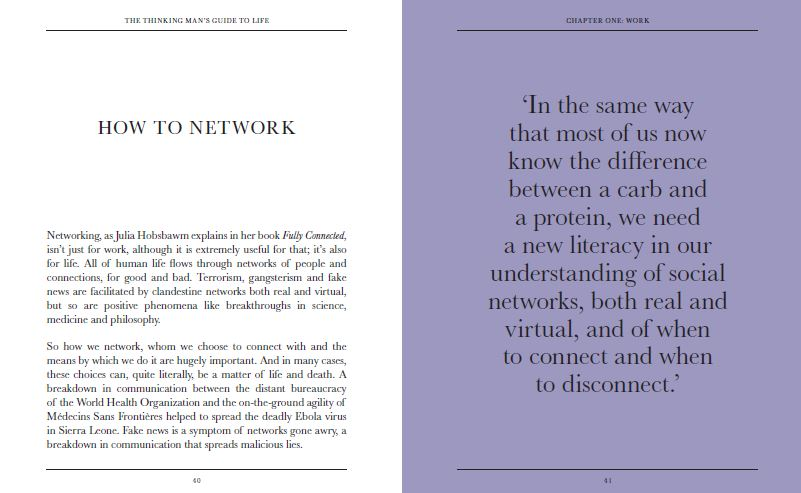 THE THINKING MAN'S GUIDE TO LIFE
HOW TO NETWORK
Networking, as Julia Hobsbawm explains in her book Fully Connected,
isn't just for work, although it is extremely useful for that; it's also
for life. All of human life flows through networks of people and
connections, for good and bad. Terrorism, gangsterism and fake
news are facilitated by clandestine networks both real and virtual,
but so are positive phenomena like breakthroughs in science,
medicine and philosophy.
So how we network, whom we choose to connect with and the
means by which we do it are hugely important. And in many cases,
these choices can, quite literally, be a matter of life and death. A
breakdown in communication between the distant bureaucracy
of the World Health Organization and the on-the-ground agility of
Médecins Sans Frontières helped to spread the deadly Ebola virus
in Sierra Leone. Fake news is a symptom of networks gone awry, a
breakdown in communication that spreads malicious lies.
40
CHAPTER ONE: WORK
‘In the same way
that most of us now
know the difference
between a carb and
a protein, we need
a new literacy in our
understanding of social
networks, both real and
virtual, and of when
to connect and when
to disconnect.’
41